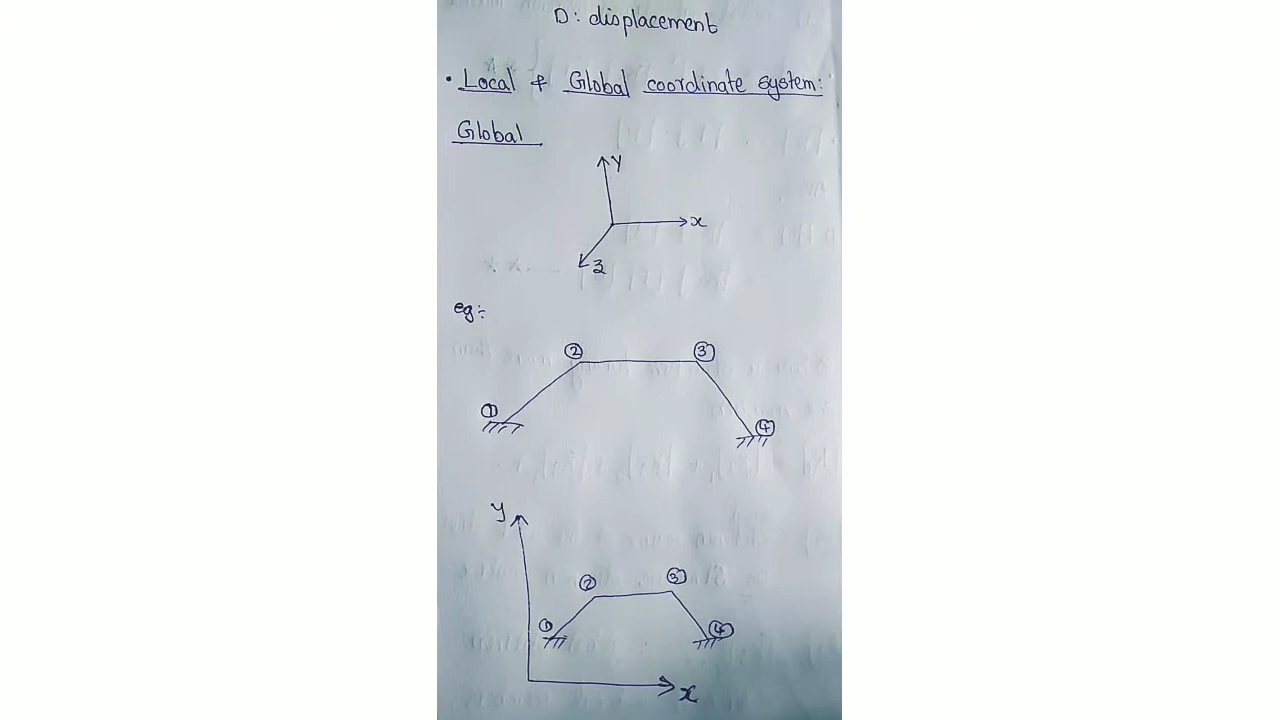 D: displacement
• Local & Global coordinate system:
Global
y
x
z
eg:-
②
③
①
④
y
②
③
①
④
x